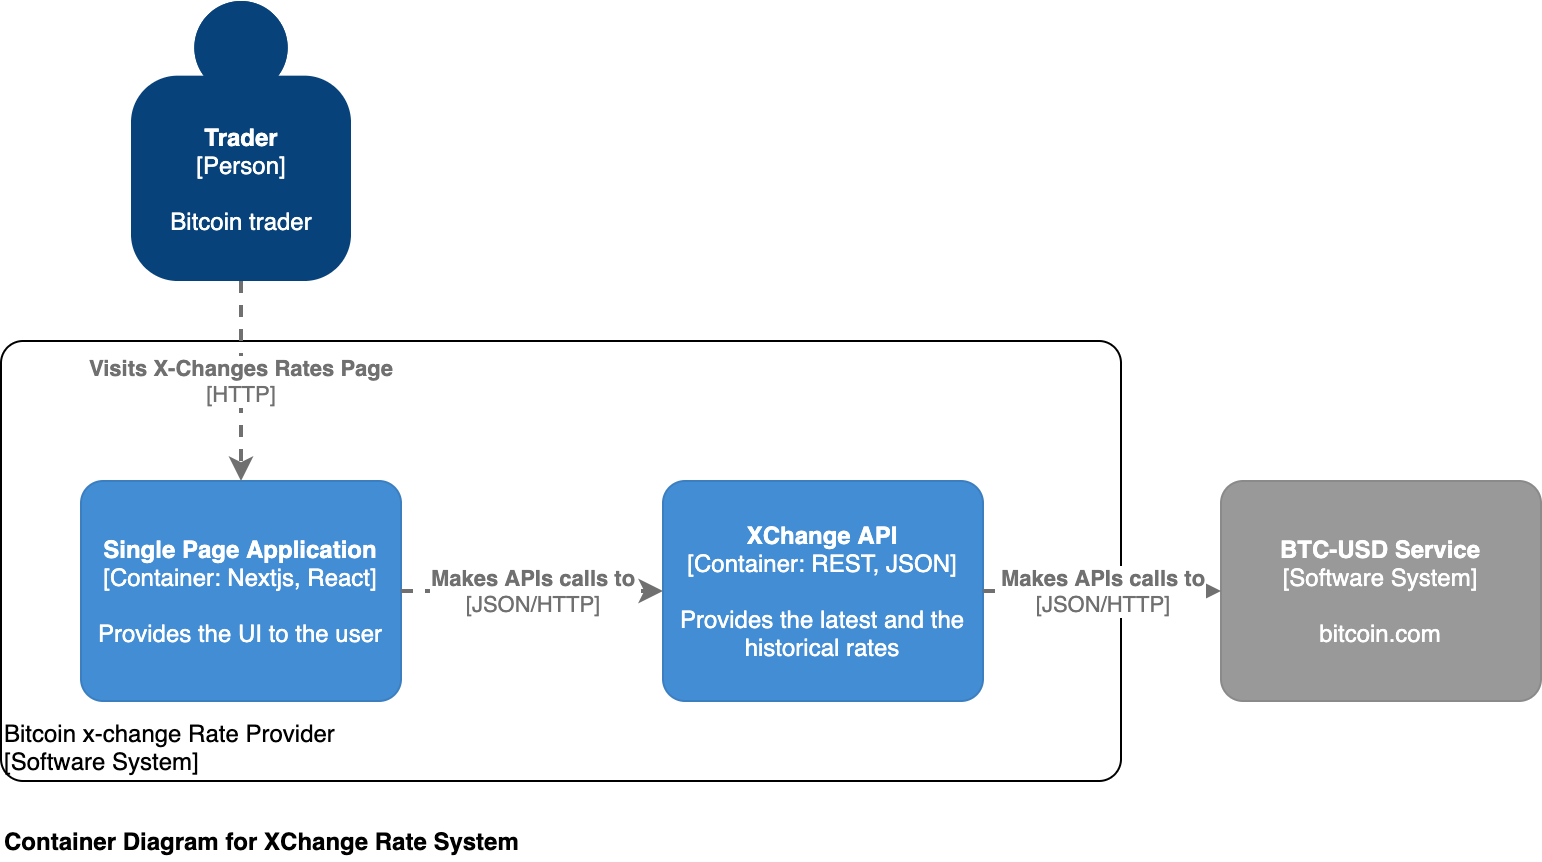 Trader
[Person]
Bitcoin trader
Visits X-Changes Rates Page
[HTTP]
Single Page Application
[Container: Nextjs, React]
Provides the UI to the user
Makes APIs calls to
[JSON/HTTP]
XChange API
[Container: REST, JSON]
Provides the latest and the
historical rates
Makes APIs calls to
[JSON/HTTP]
BTC-USD Service
[Software System]
bitcoin.com
Bitcoin x-change Rate Provider
[Software System]
Container Diagram for XChange Rate System